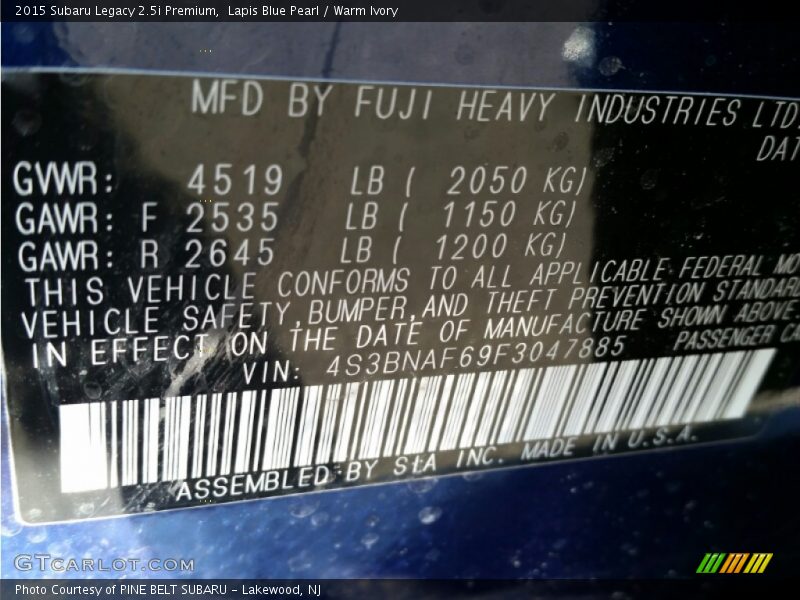 2015 Subaru Legacy 2.5i Premium, Lapis Blue Pearl / Warm Ivory
MFD BY FUJI HEAVY INDUSTRIES LTD.
DAT
GVWR: 4519 LB ( 2050 KG)
GAWR: F 2535 LB ( 1150 KG)
GAWR: R 2645 LB ( 1200 KG)
THIS VEHICLE CONFORMS TO ALL APPLICABLE FEDERAL MO
VEHICLE SAFETY,BUMPER,AND THEFT PREVENTION STANDARD
IN EFFECT ON THE DATE OF MANUFACTURE SHOWN ABOVE.
VIN: 4S3BNAF69F3047885 PASSENGER CA
ASSEMBLED BY SIA INC. MADE IN U.S.A.
GTCARLOT.COM
Photo Courtesy of PINE BELT SUBARU - Lakewood, NJ